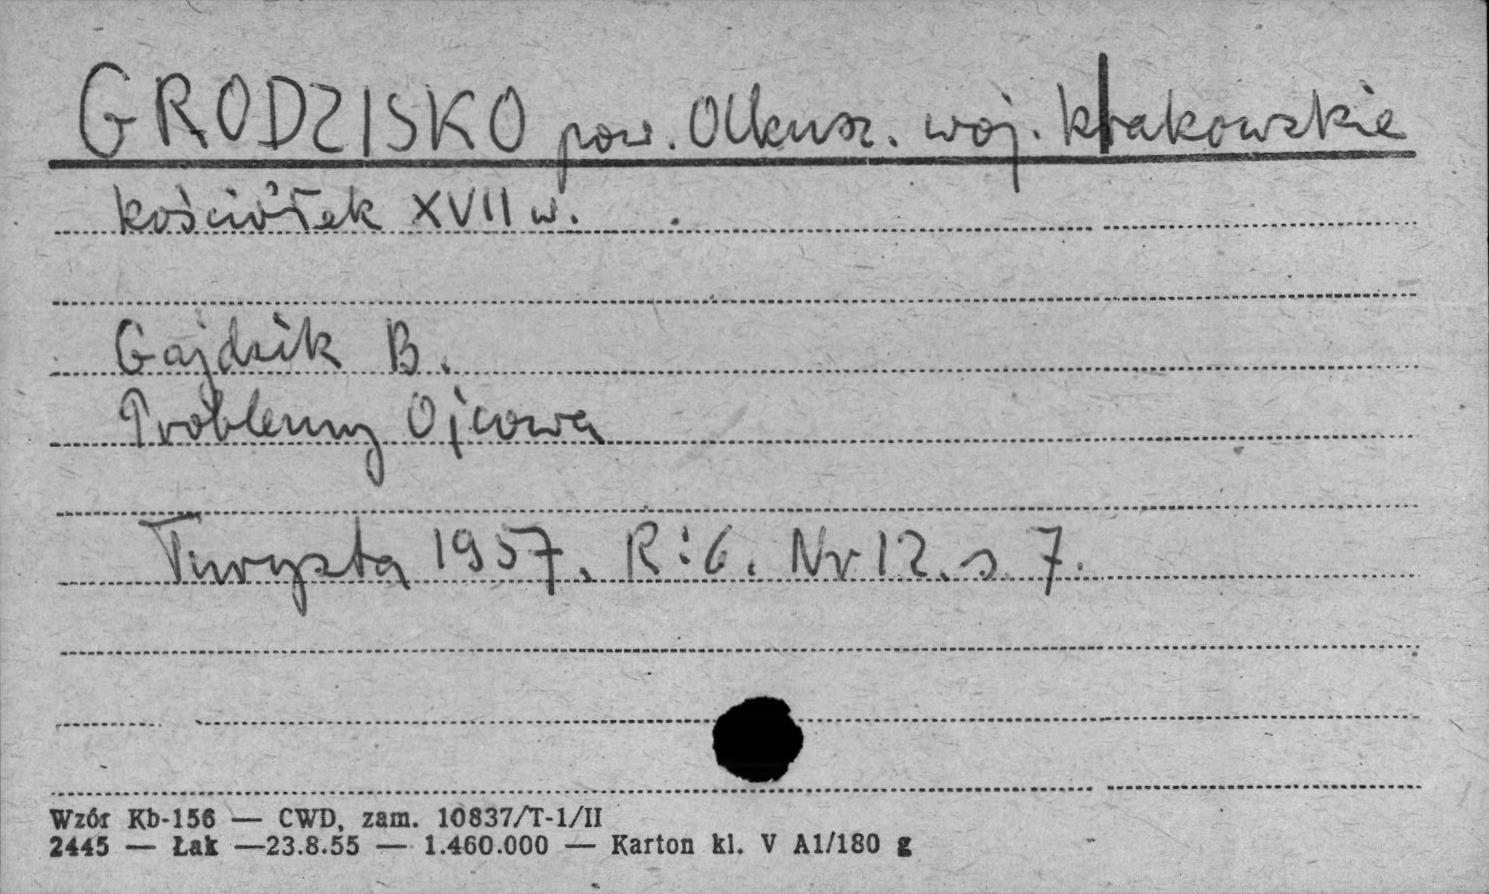 GRODZISKO pow. Olkusz. woj. krakowskie
kościółek XVII w.
Gajdzik B.
Problemy Ojcowa
Turysta 1957. R:6. Nr 12. s. 7.
Wzór Kb-156 — CWD, zam. 10837/T-1/II
2445 — Łak —23.8.55 — 1.460.000 — Karton kl. V A1/180 g